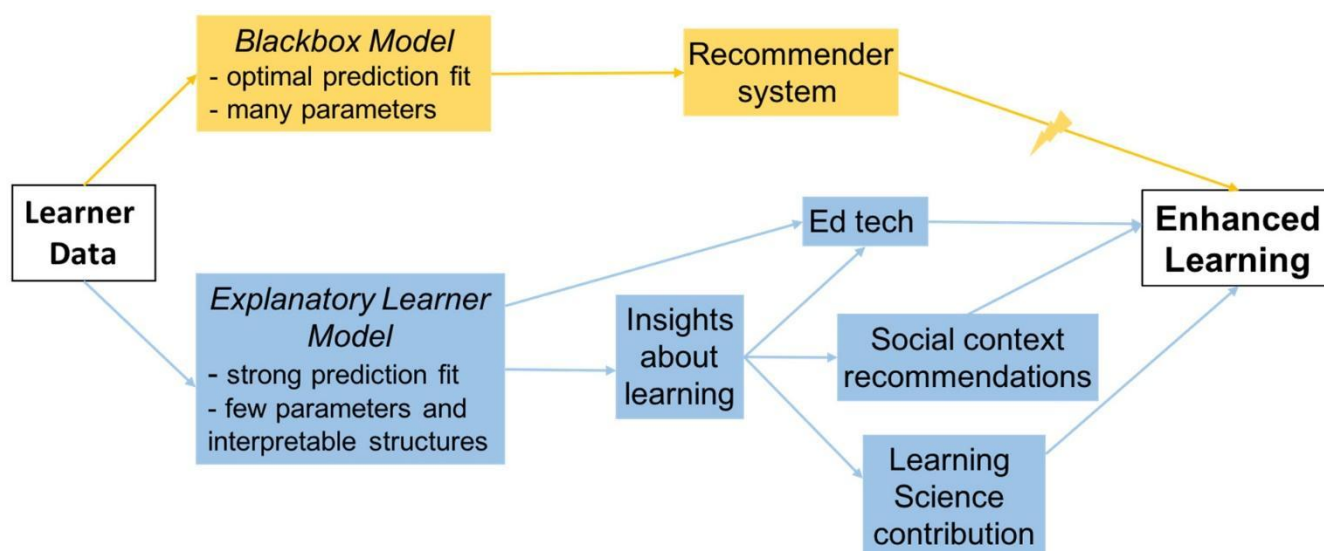 Blackbox Model
- optimal prediction fit
- many parameters
Recommender
system
Learner
Data
Ed tech
Enhanced
Learning
Explanatory Learner
Model
- strong prediction fit
- few parameters and
interpretable structures
Insights
about
learning
Social context
recommendations
Learning
Science
contribution